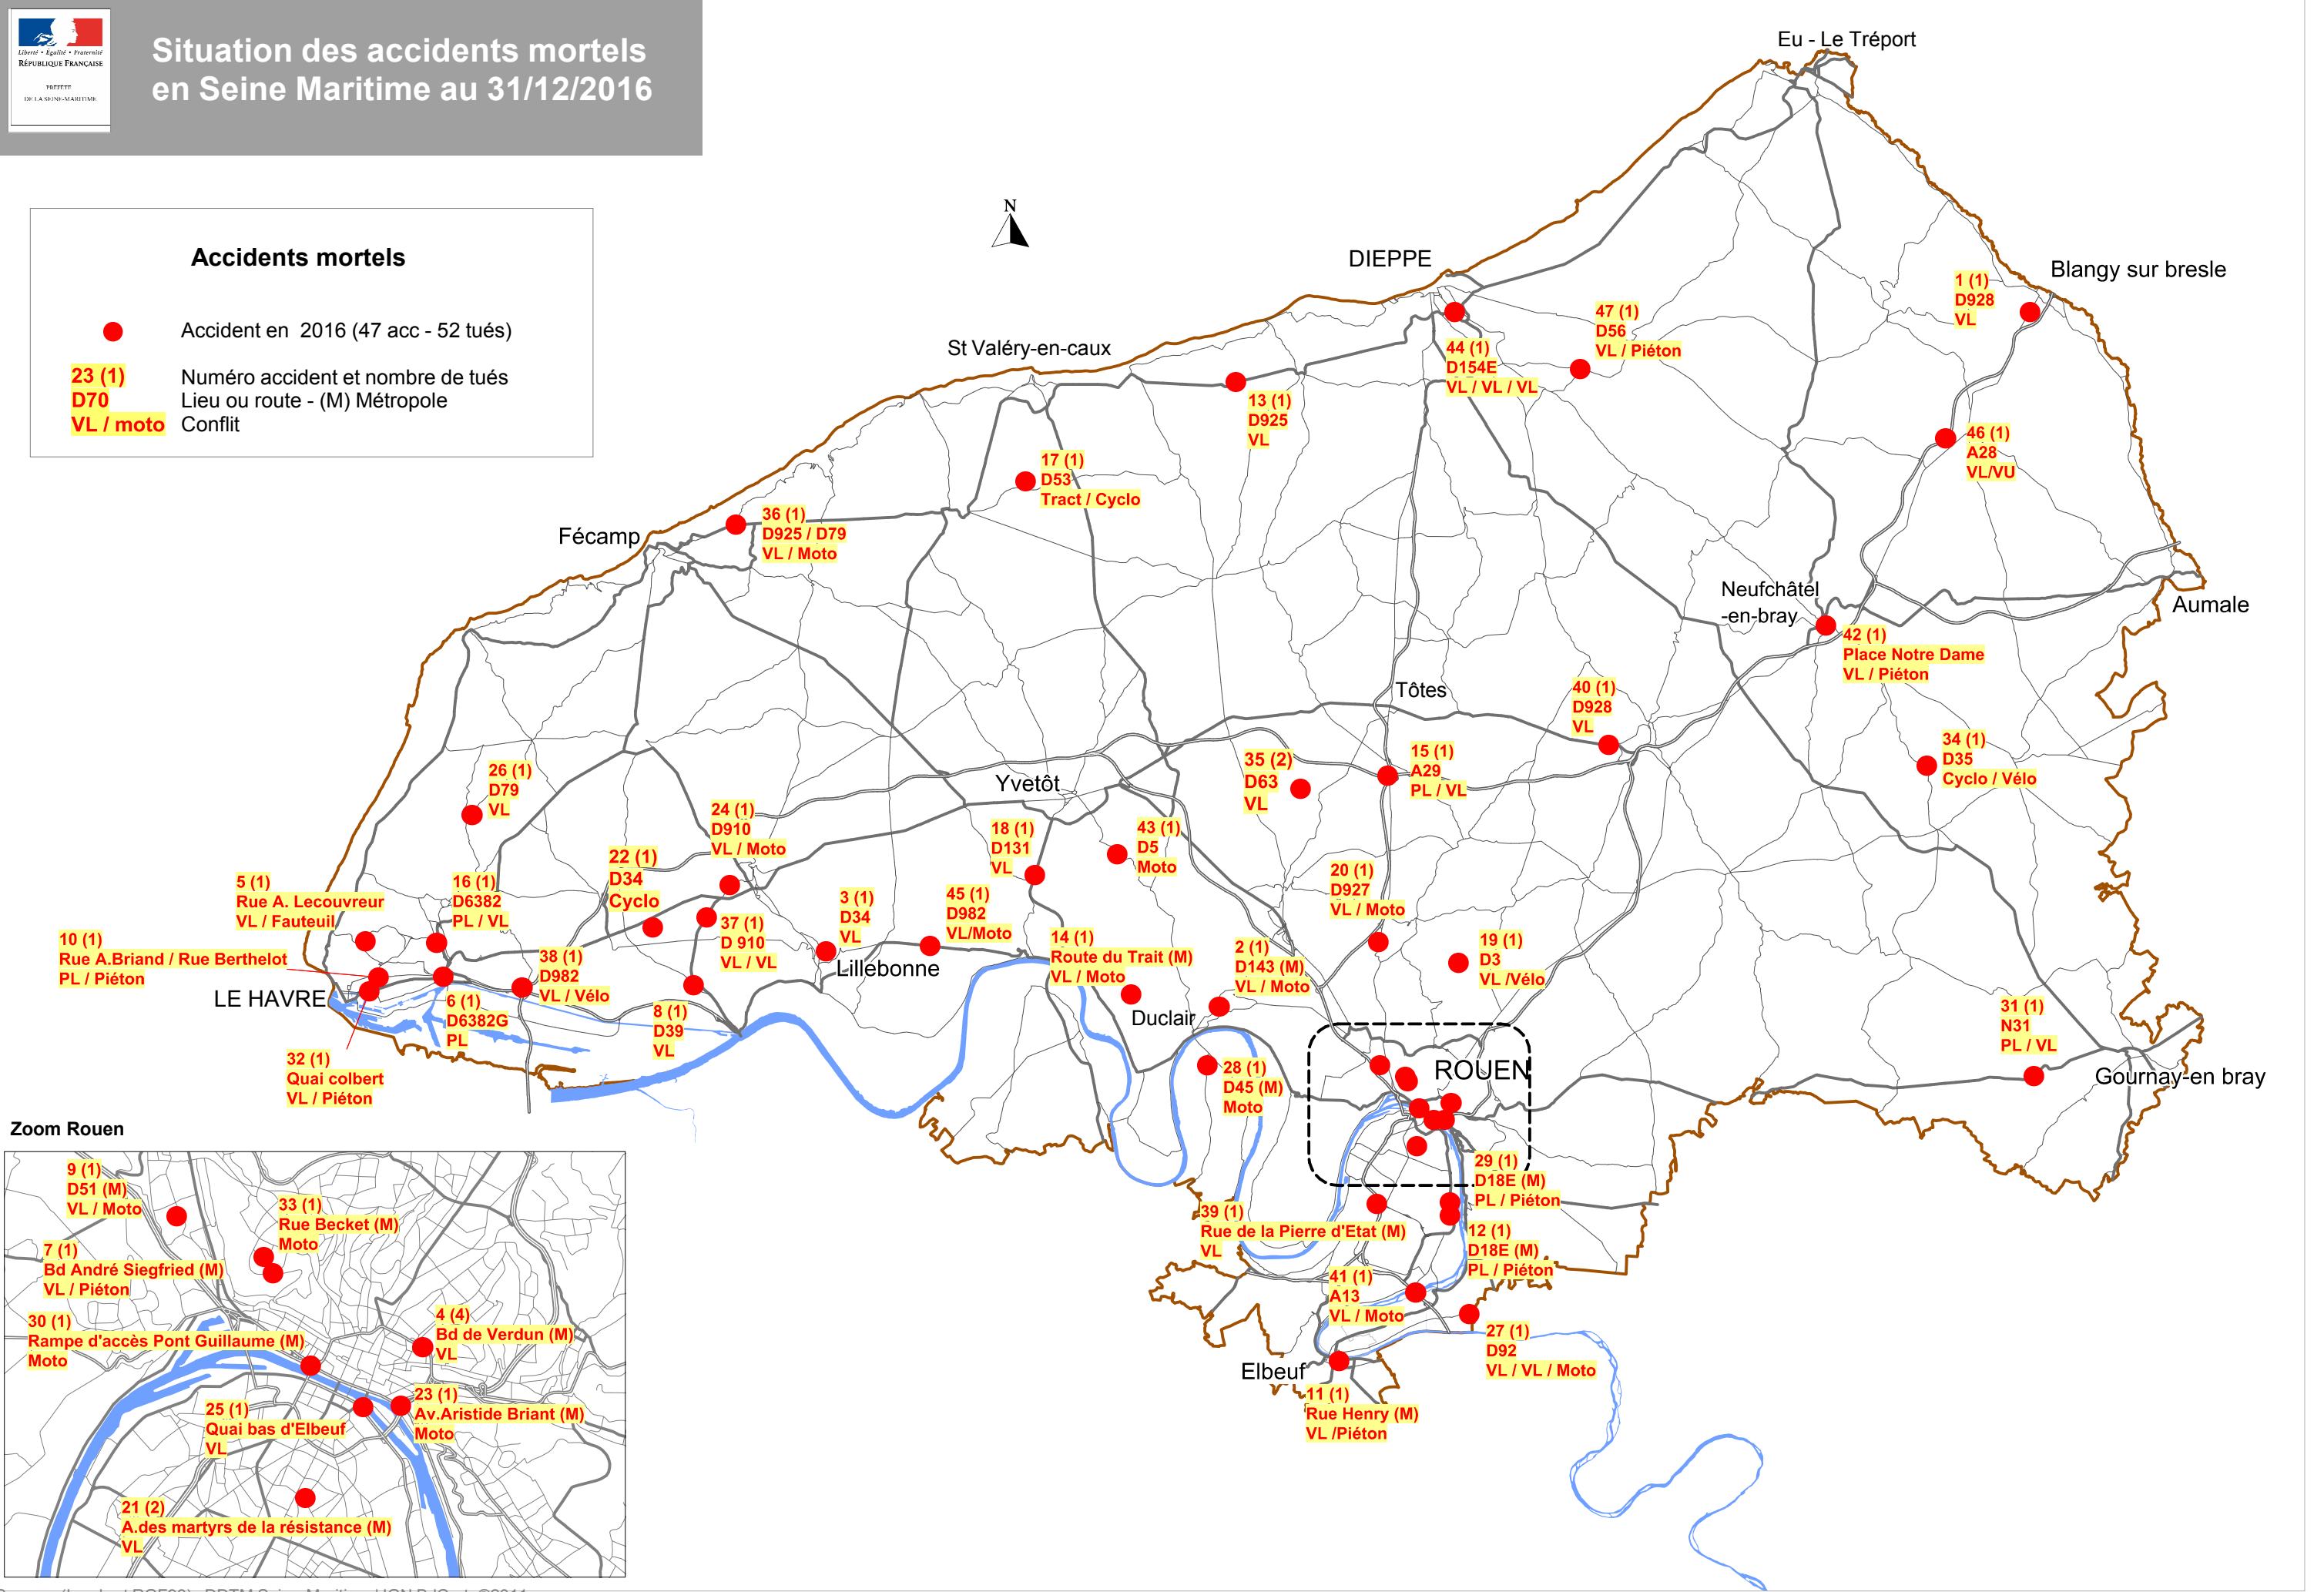 Liberté • Égalité • Fraternité
RÉPUBLIQUE FRANÇAISE
PREFETE
DE LA SEINE-MARITIME
Situation des accidents mortels
en Seine Maritime au 31/12/2016
Accidents mortels
Accident en 2016 (47 acc - 52 tués)
23 (1)
D70
VL / moto
Numéro accident et nombre de tués
Lieu ou route - (M) Métropole
Conflit
N
Eu - Le Tréport
DIEPPE
Blangy sur bresle
1 (1)
D928
VL
47 (1)
D56
VL / Piéton
44 (1)
D154E
VL / VL / VL
St Valéry-en-caux
13 (1)
D925
VL
46 (1)
A28
VL/VU
17 (1)
D53
Tract / Cyclo
36 (1)
D925 / D79
VL / Moto
Fécamp
Neufchâtel
-en-bray
Aumale
42 (1)
Place Notre Dame
VL / Piéton
Tôtes
40 (1)
D928
VL
34 (1)
D35
Cyclo / Vélo
15 (1)
A29
PL / VL
35 (2)
D63
VL
Yvetôt
26 (1)
D79
VL
24 (1)
D910
VL / Moto
18 (1)
D131
VL
43 (1)
D5
Moto
22 (1)
D34
Cyclo
20 (1)
D927
VL / Moto
5 (1)
Rue A. Lecouvreur
VL / Fauteuil
16 (1)
D6382
PL / VL
3 (1)
D34
VL
45 (1)
D982
VL/Moto
37 (1)
D 910
VL / VL
10 (1)
Rue A.Briand / Rue Berthelot
PL / Piéton
38 (1)
D982
VL / Vélo
14 (1)
Route du Trait (M)
VL / Moto
2 (1)
D143 (M)
VL / Moto
19 (1)
D3
VL /Vélo
Lillebonne
LE HAVRE
6 (1)
D6382G
PL
8 (1)
D39
VL
Duclair
31 (1)
N31
PL / VL
32 (1)
Quai colbert
VL / Piéton
28 (1)
D45 (M)
Moto
ROUEN
Gournay-en bray
29 (1)
D18E (M)
PL / Piéton
39 (1)
Rue de la Pierre d'Etat (M)
VL
12 (1)
D18E (M)
PL / Piéton
41 (1)
A13
VL / Moto
27 (1)
D92
VL / VL / Moto
Elbeuf
11 (1)
Rue Henry (M)
VL /Piéton
Zoom Rouen
9 (1)
D51 (M)
VL / Moto
33 (1)
Rue Becket (M)
Moto
7 (1)
Bd André Siegfried (M)
VL / Piéton
30 (1)
Rampe d'accès Pont Guillaume (M)
Moto
4 (4)
Bd de Verdun (M)
VL
23 (1)
Av.Aristide Briant (M)
Moto
25 (1)
Quai bas d'Elbeuf
VL
21 (2)
A.des martyrs de la résistance (M)
VL